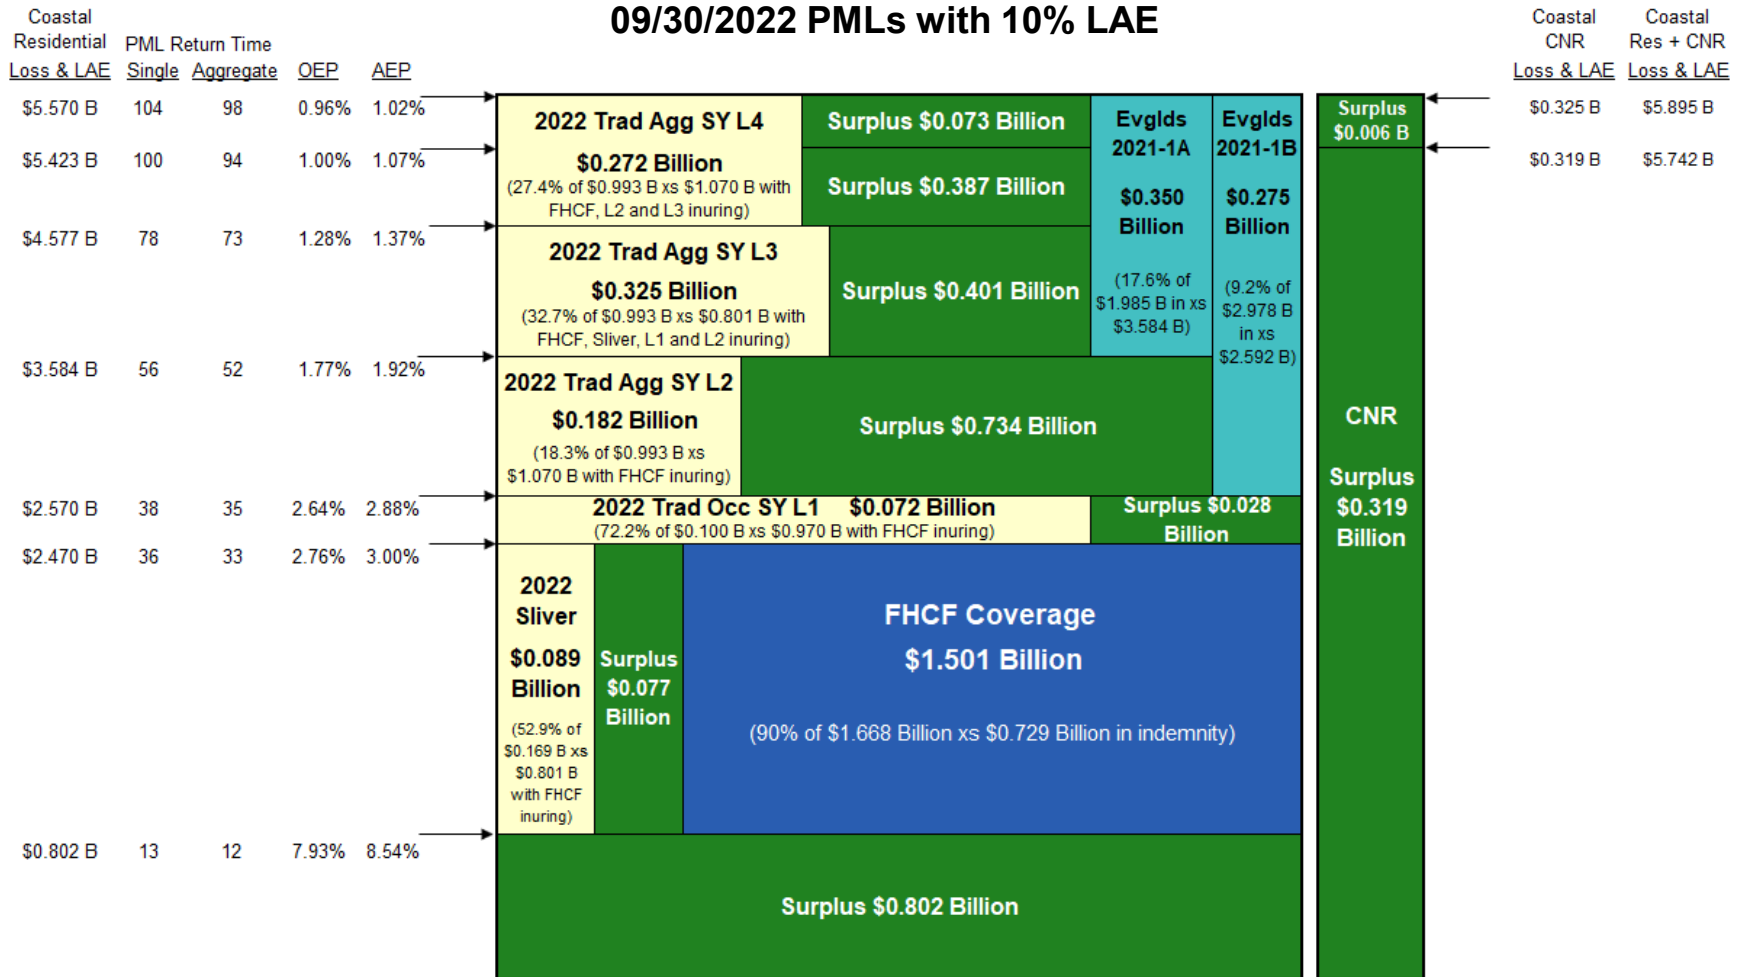 09/30/2022 PMLs with 10% LAE
Coastal
Residential
Loss & LAE
PML Return Time
Single Aggregate OEP AEP
$5.570 B 104 98 0.96% 1.02%
$5.423 B 100 94 1.00% 1.07%
$4.577 B 78 73 1.28% 1.37%
$3.584 B 56 52 1.77% 1.92%
$2.570 B 38 35 2.64% 2.88%
$2.470 B 36 33 2.76% 3.00%
$0.802 B 13 12 7.93% 8.54%
2022 Trad Agg SY L4
$0.272 Billion
(27.4% of $0.993 B xs $1.070 B with
FHCF, L2 and L3 inuring)
Surplus $0.073 Billion
Surplus $0.387 Billion
2022 Trad Agg SY L3
$0.325 Billion
(32.7% of $0.993 B xs $0.801 B with
FHCF, Sliver, L1 and L2 inuring)
Surplus $0.401 Billion
Evglds
2021-1A
$0.350
Billion
(17.6% of
$1.985 B in xs
$3.584 B)
Evglds
2021-1B
$0.275
Billion
(9.2% of
$2.978 B
in xs
$2.592 B)
2022 Trad Agg SY L2
$0.182 Billion
(18.3% of $0.993 B xs
$1.070 B with FHCF inuring)
Surplus $0.734 Billion
2022 Trad Occ SY L1 $0.072 Billion
(72.2% of $0.100 B xs $0.970 B with FHCF inuring)
Surplus $0.028
Billion
2022
Sliver
$0.089
Billion
(52.9% of
$0.169 B xs
$0.801 B
with FHCF
inuring)
Surplus
$0.077
Billion
FHCF Coverage
$1.501 Billion
(90% of $1.668 Billion xs $0.729 Billion in indemnity)
Surplus $0.802 Billion
Surplus
$0.006 B
CNR
Surplus
$0.319
Billion
Coastal
CNR
Loss & LAE
Coastal
Res + CNR
Loss & LAE
$0.325 B $5.895 B
$0.319 B $5.742 B